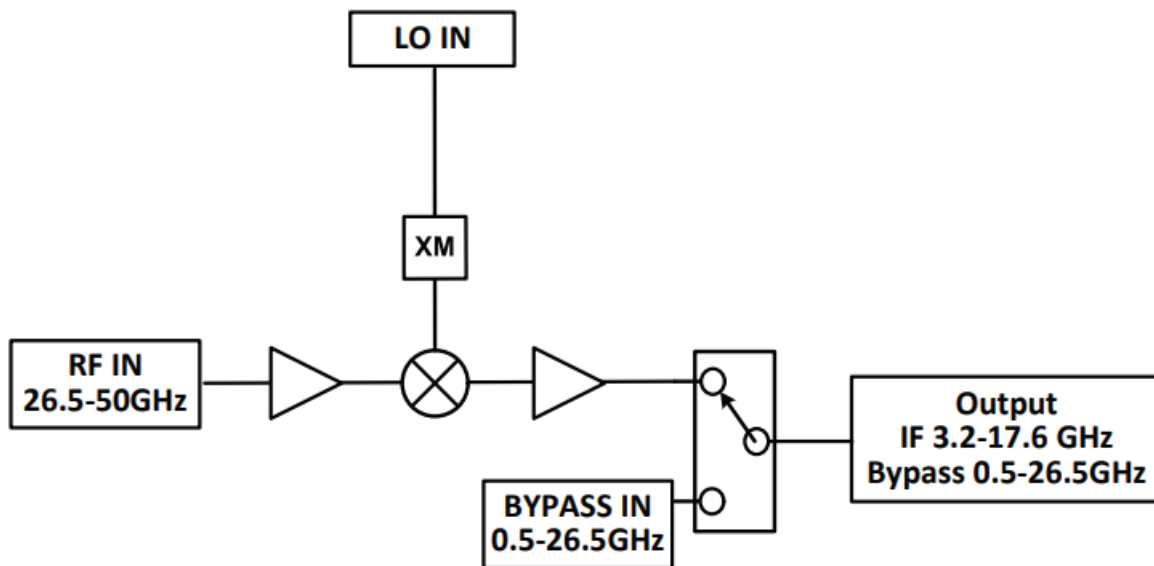 LO IN
XM
RF IN
26.5-50GHz
Output
IF 3.2-17.6 GHz
Bypass 0.5-26.5GHz
BYPASS IN
0.5-26.5GHz